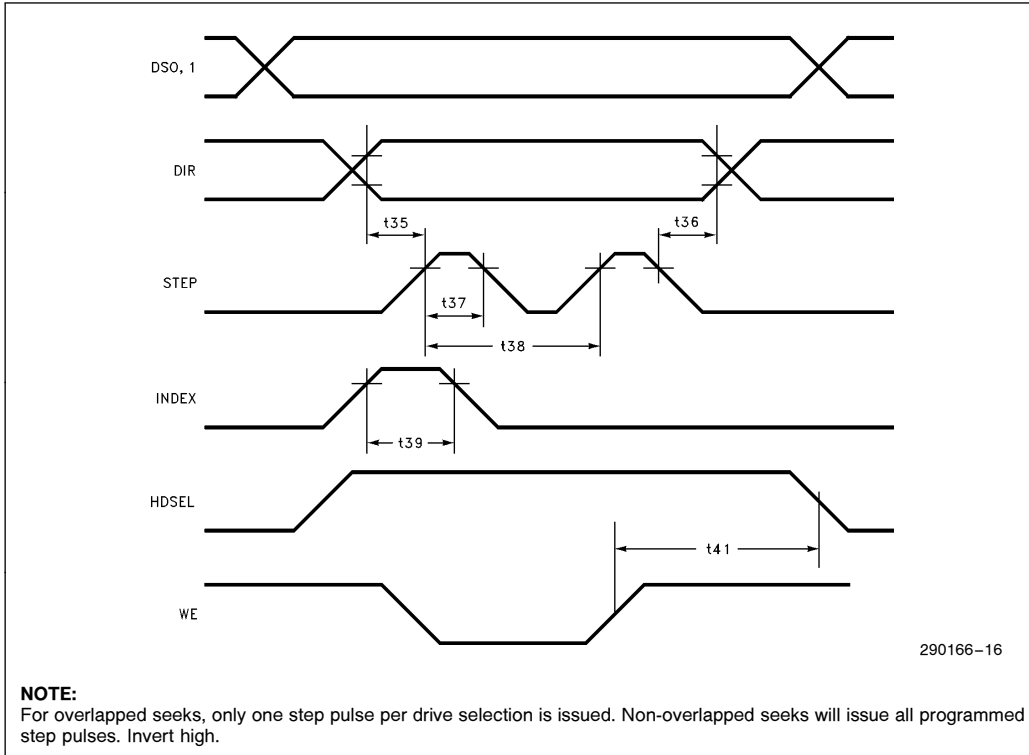 DSO, 1
DIR
t35
t36
STEP
t37
t38
INDEX
t39
HDSEL
t41
WE
290166–16
NOTE:
For overlapped seeks, only one step pulse per drive selection is issued. Non-overlapped seeks will issue all programmed
step pulses. Invert high.